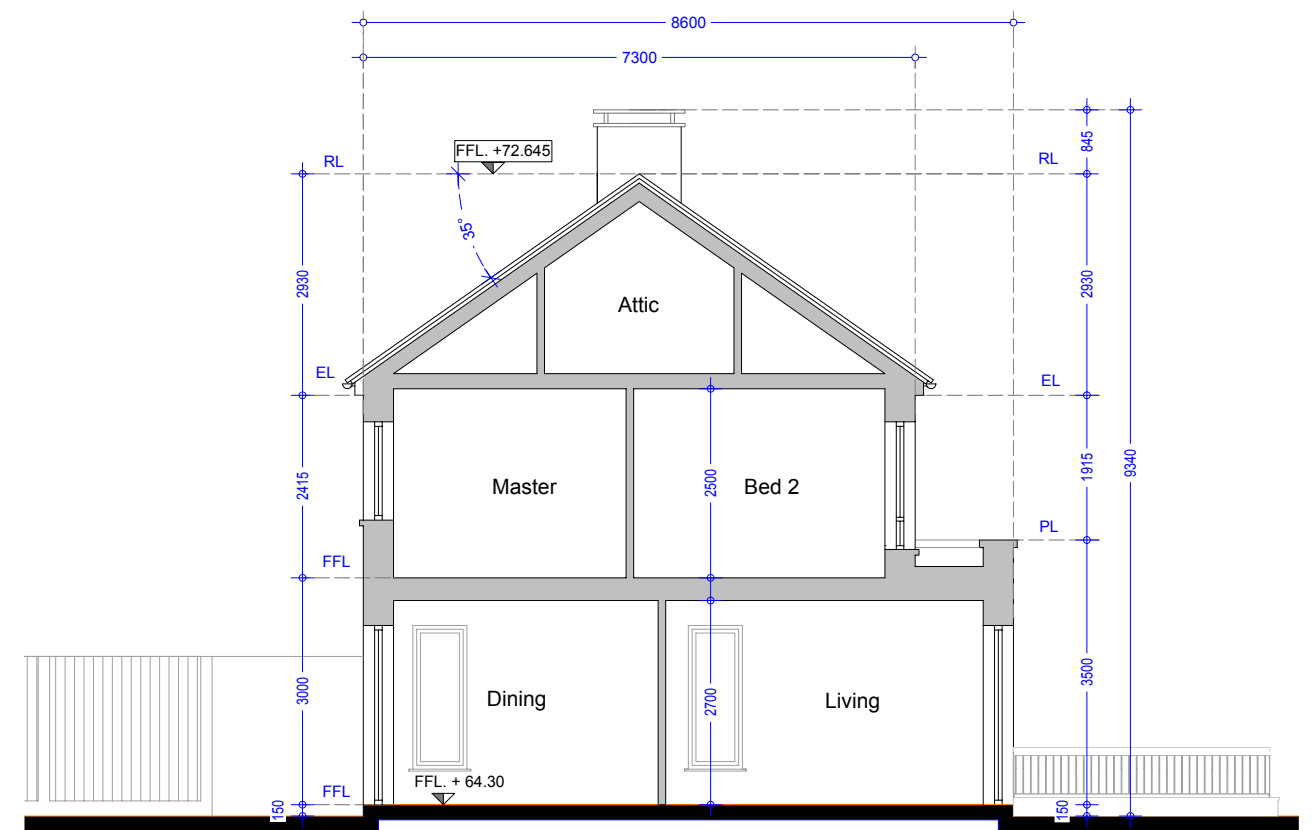 8600
7300
845
FFL. +72.645
RL
RL
35°
2930
2930
Attic
EL
EL
2415
Master
2500
Bed 2
1915
9340
PL
FFL
3000
Dining
2700
Living
3500
FFL. + 64.30
FFL
150
150